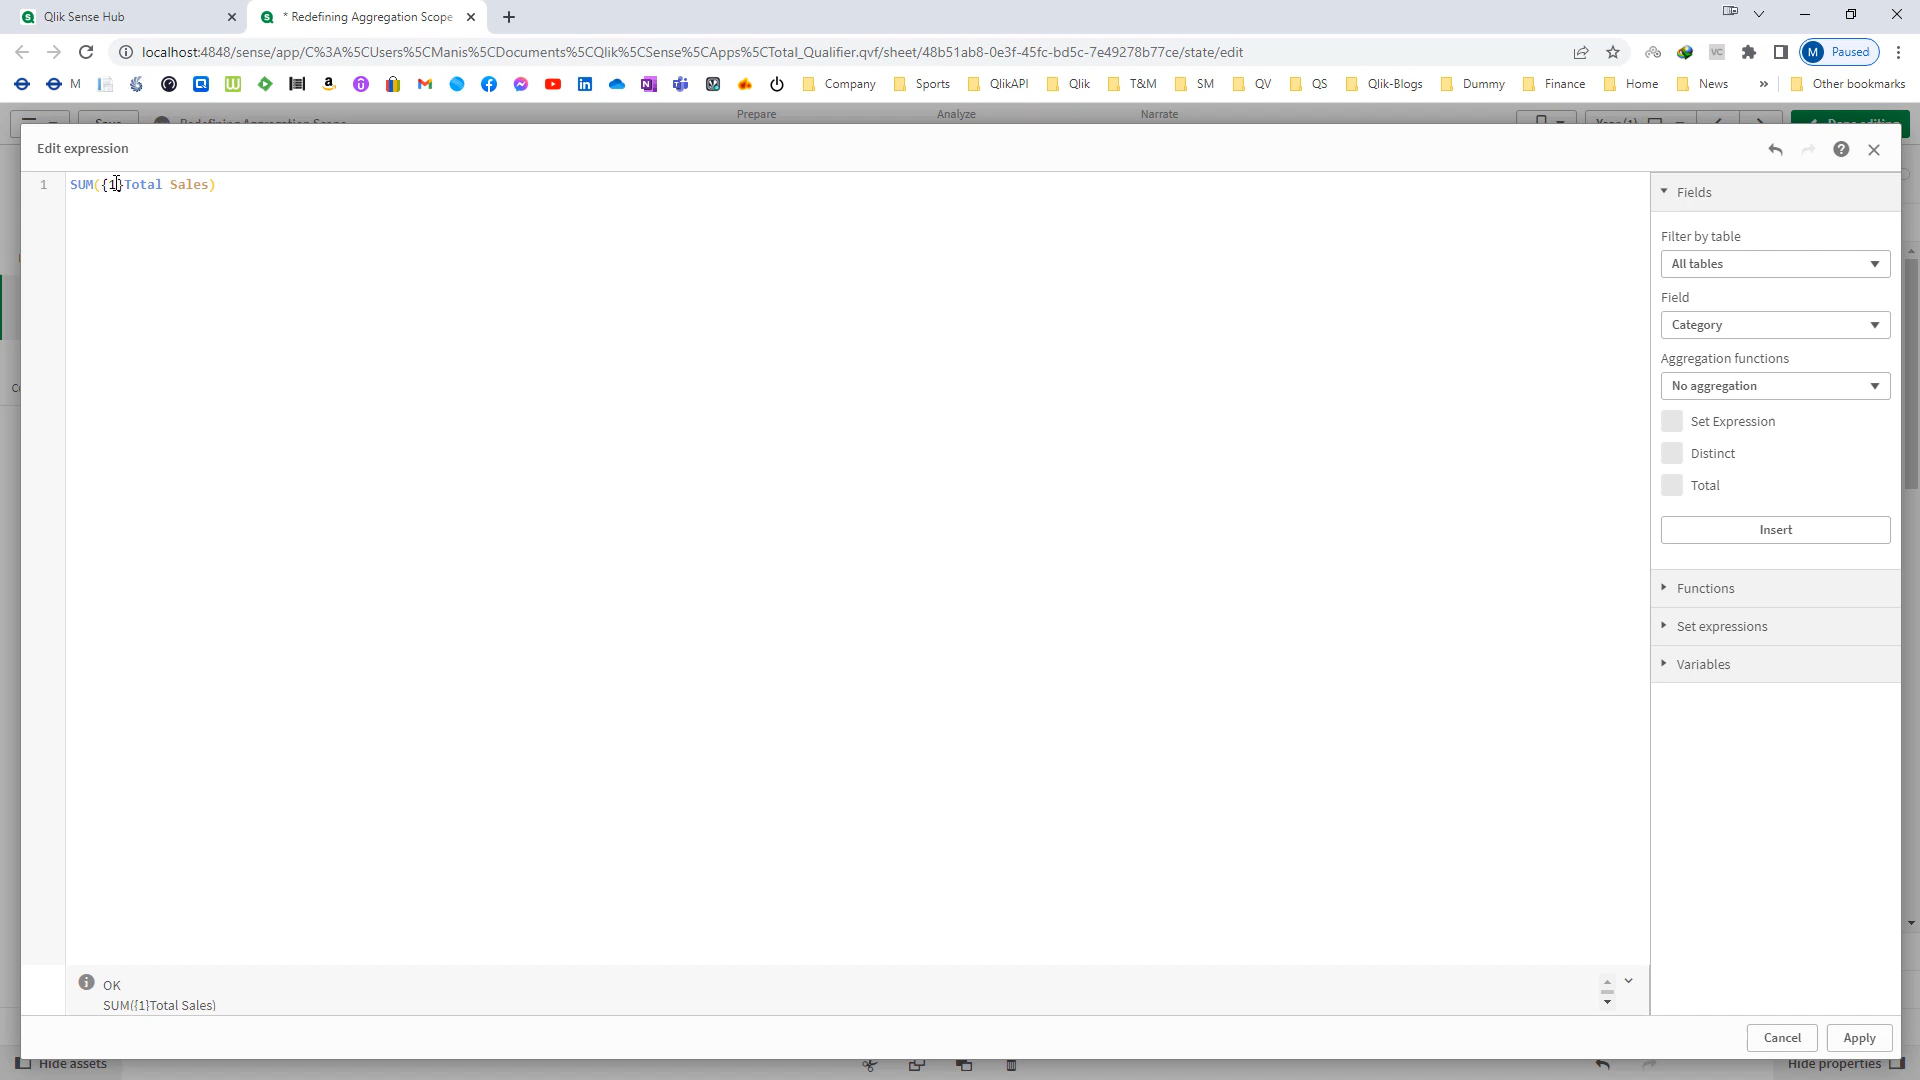 Qlik Sense Hub
* Redefining Aggregation Scope
localhost:4848/sense/app/C%3A%5CUsers%5CManis%5CDocuments%5CQlik%5CSense%5CApps%5CTotal_Qualifier.qvf/sheet/48b51ab8-0e3f-45fc-bd5c-7e49278b77ce/state/edit
M Paused
M Company Sports QlikAPI Qlik T&M SM QV QS Qlik-Blogs Dummy Finance Home News » Other bookmarks
Prepare Analyze Narrate
Edit expression
1 SUM({1}Total Sales)
Fields
Filter by table
All tables
Field
Category
Aggregation functions
No aggregation
Set Expression
Distinct
Total
Insert
Functions
Set expressions
Variables
OK
SUM({1}Total Sales)
Cancel Apply
Hide assets Hide properties